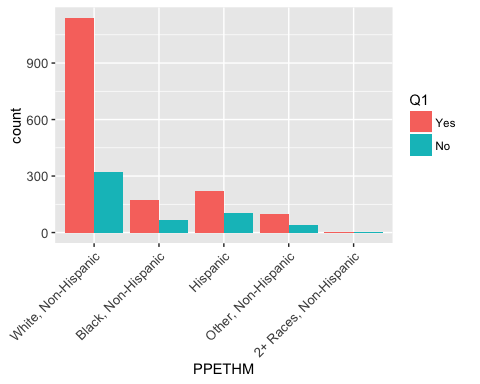 count
900
600
300
0
White, Non-Hispanic
Black, Non-Hispanic
Hispanic
Other, Non-Hispanic
2+ Races, Non-Hispanic
PPETHM
Q1
Yes
No